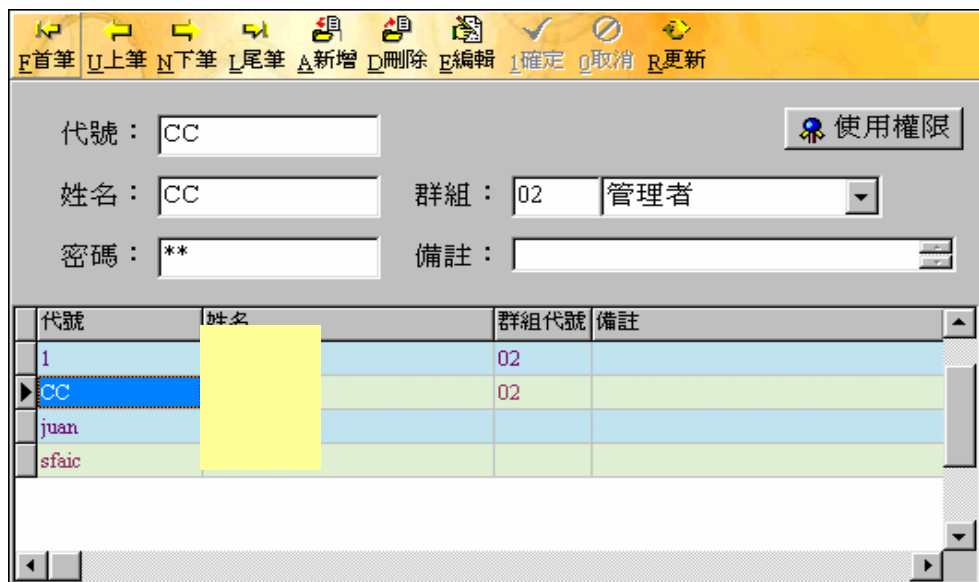 F首筆 U上筆 N下筆 L尾筆 A新增 D刪除 E編輯 1確定 0取消 R更新
代號： CC 使用權限
姓名： CC 群組： 02 管理者
密碼： ** 備註：
代號 姓名 群組代號 備註
1 02
CC 02
juan
sfaic